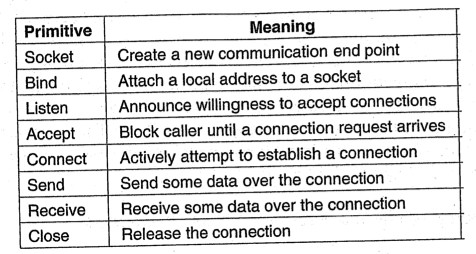 Primitive Meaning
Socket Create a new communication end point
Bind Attach a local address to a socket
Listen Announce willingness to accept connections
Accept Block caller until a connection request arrives
Connect Actively attempt to establish a connection
Send Send some data over the connection
Receive Receive some data over the connection
Close Release the connection